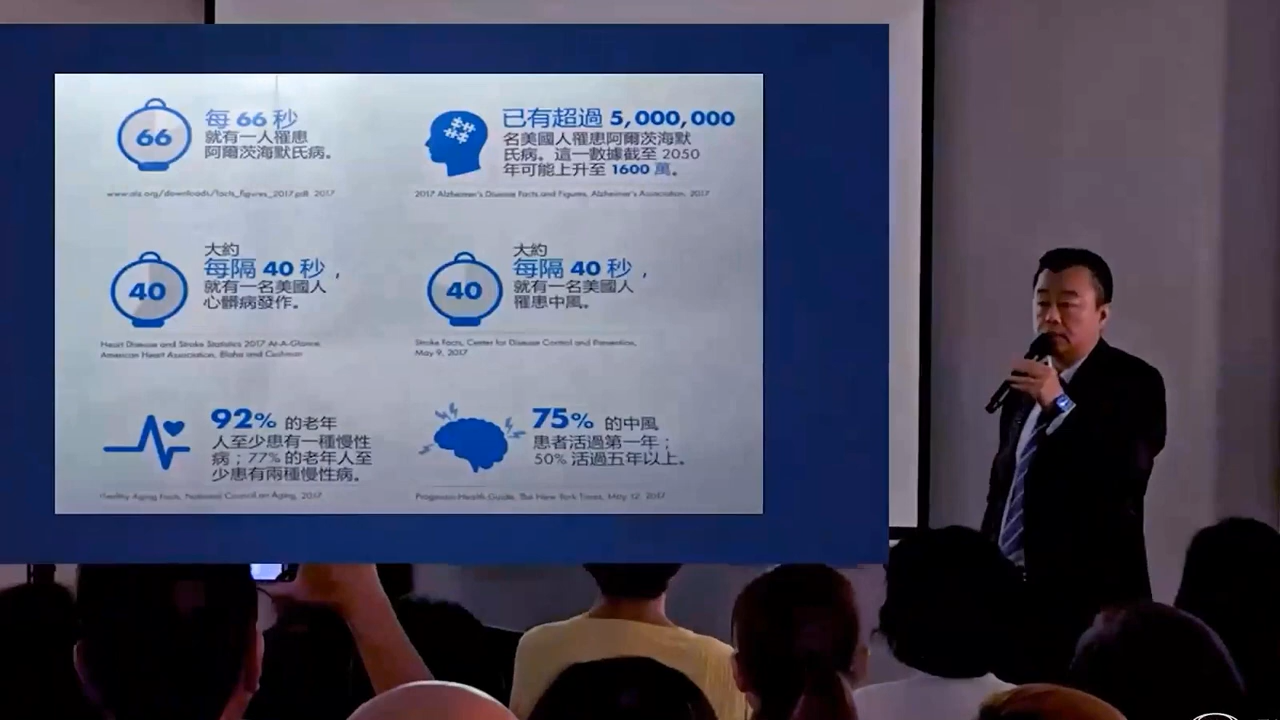 66
每 66 秒
就有一人罹患
阿爾茨海默氏病。
www.alz.org/downloads/facts_figures_2017.pdf 2017
已有超過 5,000,000
名美國人罹患阿爾茨海默
氏病。這一數據截至 2050
年可能上升至 1600 萬。
2017 Alzheimer's Disease Facts and Figures, Alzheimer's Association, 2017
40
大約
每隔 40 秒，
就有一名美國人
心髒病發作。
Heart Disease and Stroke Statistics 2017 At-A-Glance,
American Heart Association, Blaha and Cushman
40
大約
每隔 40 秒，
就有一名美國人
罹患中風。
Stroke Facts, Center for Disease Control and Prevention,
May 9, 2017
92% 的老年
人至少患有一種慢性
病；77% 的老年人至
少患有兩種慢性病。
Healthy Aging Facts, National Council on Aging, 2017
75% 的中風
患者活過第一年；
50% 活過五年以上。
Prognosis-Health Guide, The New York Times, May 12, 2017